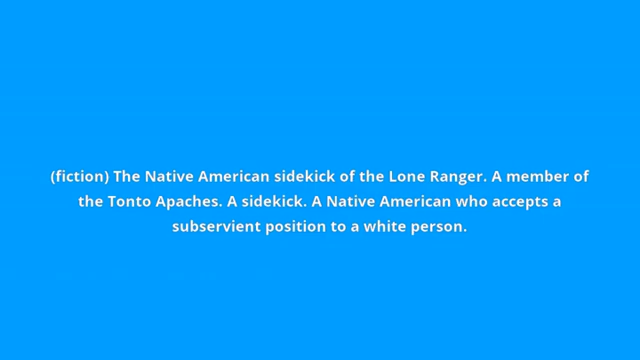 (fiction) The Native American sidekick of the Lone Ranger. A member of
the Tonto Apaches. A sidekick. A Native American who accepts a
subservient position to a white person.